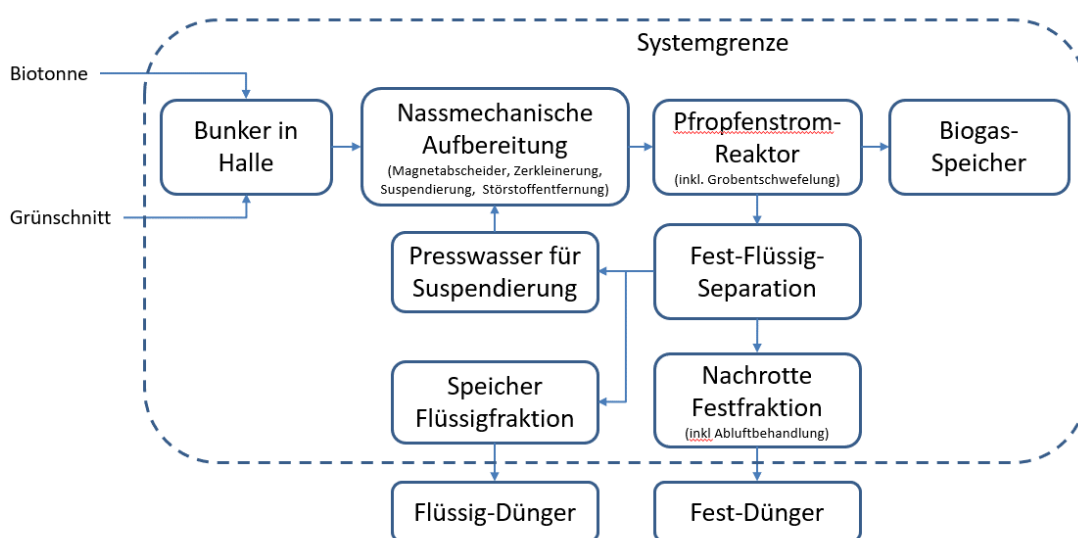 Systemgrenze
Biotonne
Grünschnitt
Bunker in
Halle
Nassmechanische
Aufbereitung
(Magnetabscheider, Zerkleinerung,
Suspendierung, Störstoffentfernung)
Pfropfenstrom-
Reaktor
(inkl. Grobentschwefelung)
Biogas-
Speicher
Presswasser für
Suspendierung
Fest-Flüssig-
Separation
Speicher
Flüssigfraktion
Nachrotte
Festfraktion
(inkl Abluftbehandlung)
Flüssig-Dünger
Fest-Dünger